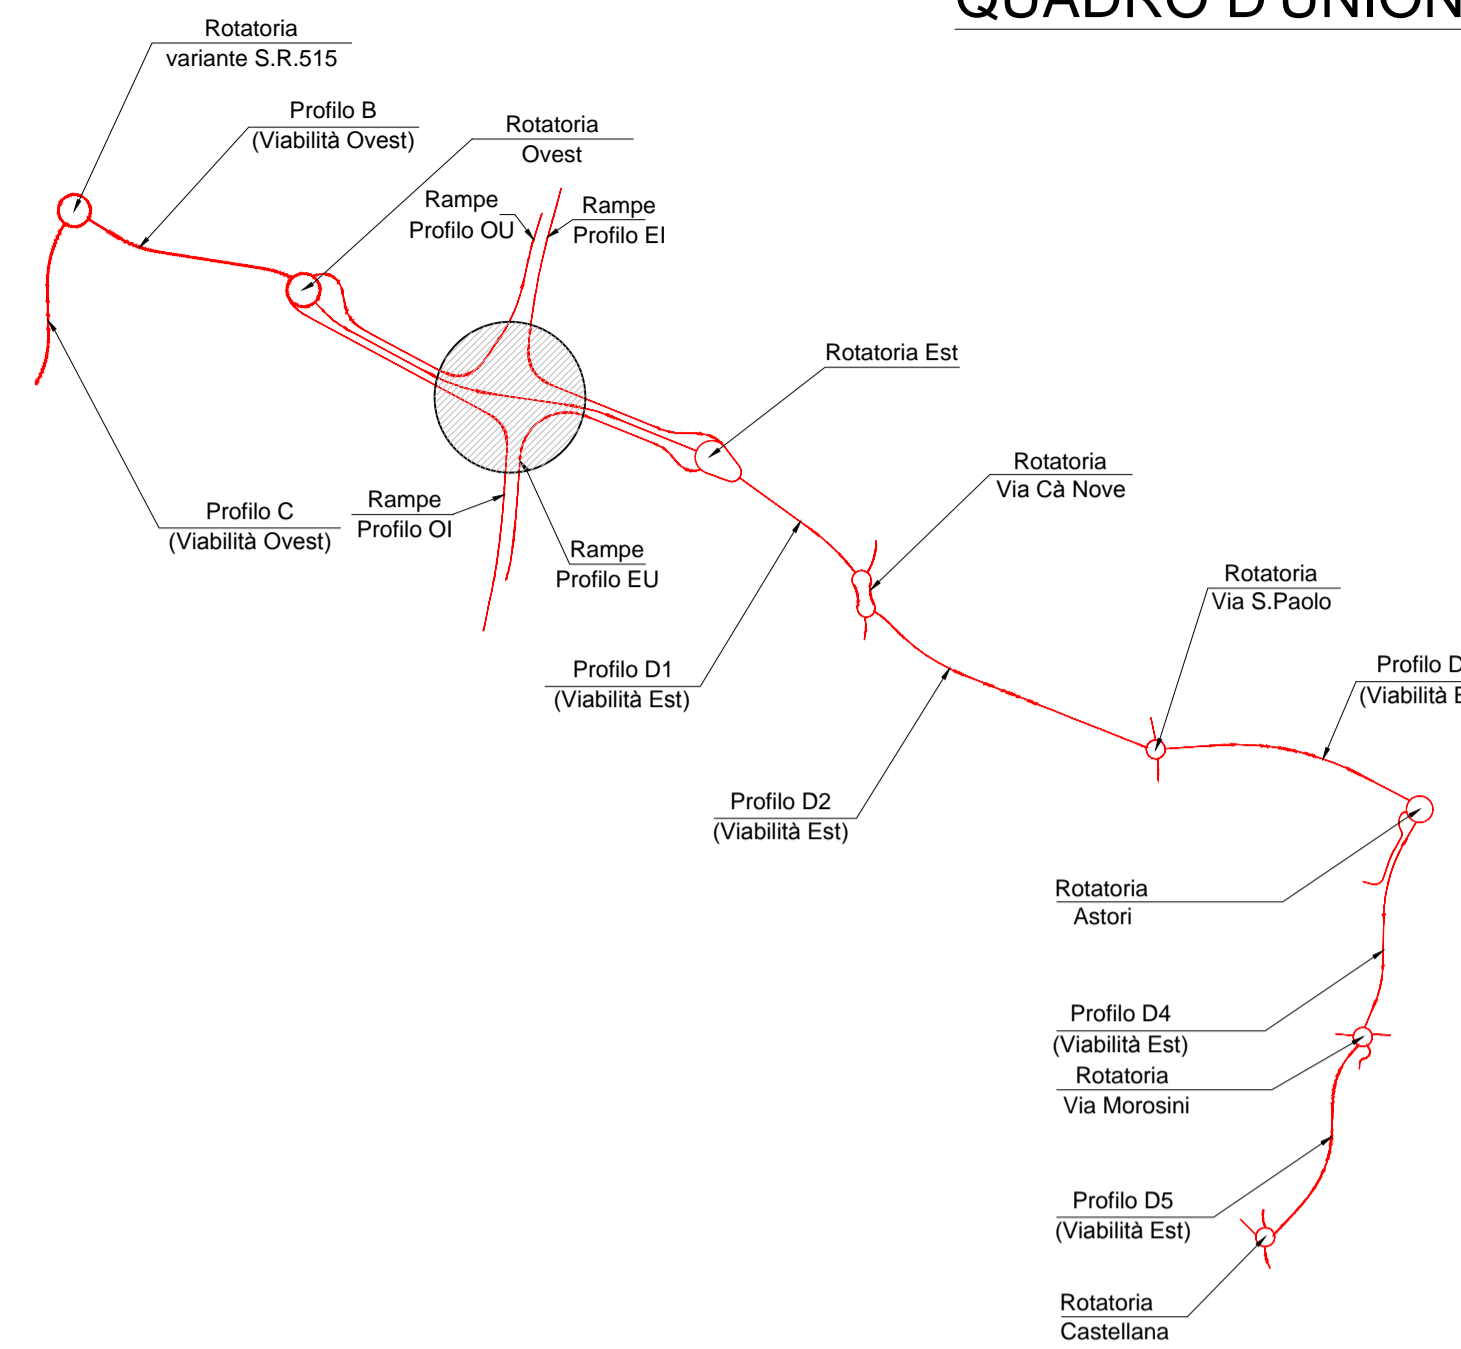 QUADRO D'UNION
Rotatoria
variante S.R.515
Profilo B
(Viabilità Ovest)
Rotatoria
Ovest
Rampe
Profilo OU
Rampe
Profilo EI
Rotatoria Est
Rotatoria
Via Cà Nove
Profilo C
(Viabilità Ovest)
Rampe
Profilo OI
Rampe
Profilo EU
Rotatoria
Via S.Paolo
Profilo D1
(Viabilità Est)
Profilo D
(Viabilità E
Profilo D2
(Viabilità Est)
Rotatoria
Astori
Profilo D4
(Viabilità Est)
Rotatoria
Via Morosini
Profilo D5
(Viabilità Est)
Rotatoria
Castellana